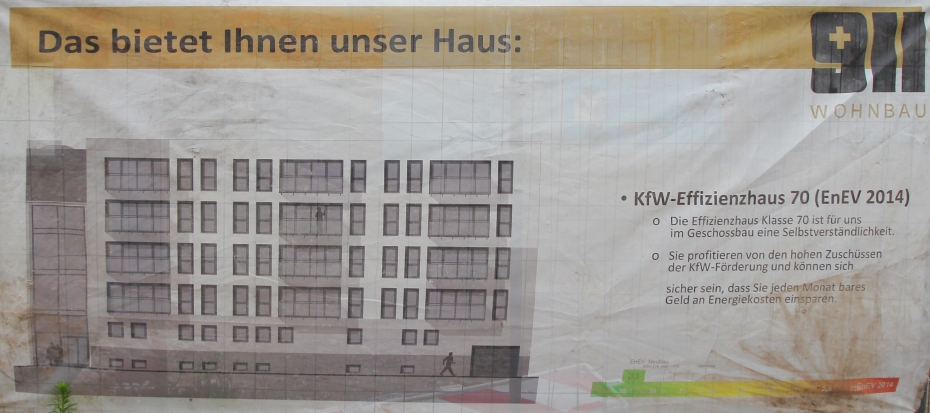 Das bietet Ihnen unser Haus:
WOHNBAU
• KfW-Effizienzhaus 70 (EnEV 2014)
o Die Effizienzhaus Klasse 70 ist für uns
im Geschossbau eine Selbstverständlichkeit.
o Sie profitieren von den hohen Zuschüssen
der KfW-Förderung und können sich
sicher sein, dass Sie jeden Monat bares
Geld an Energiekosten einsparen.
EnEV Neubau
EnEV 2014